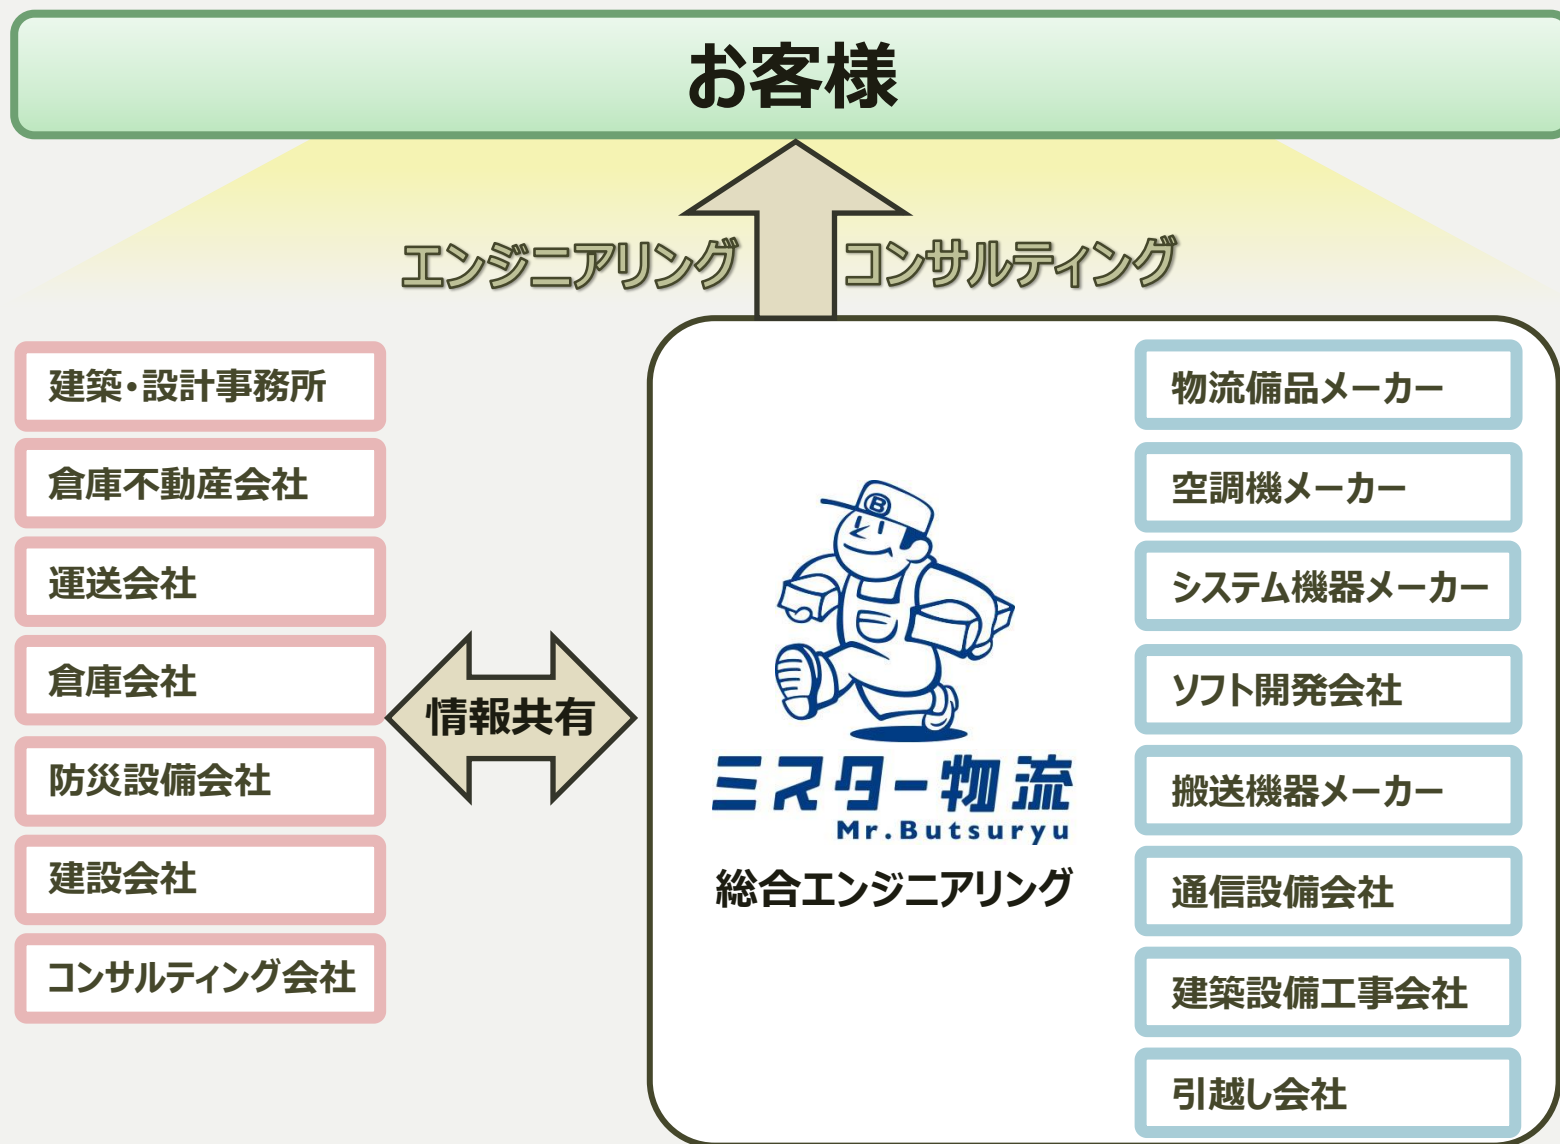 お客様
エンジニアリング
コンサルティング
建築・設計事務所
倉庫不動産会社
運送会社
倉庫会社
防災設備会社
建設会社
コンサルティング会社
情報共有
B
ミスター物流
Mr.Butsuryu
総合エンジニアリング
物流備品メーカー
空調機メーカー
システム機器メーカー
ソフト開発会社
搬送機器メーカー
通信設備会社
建築設備工事会社
引越し会社